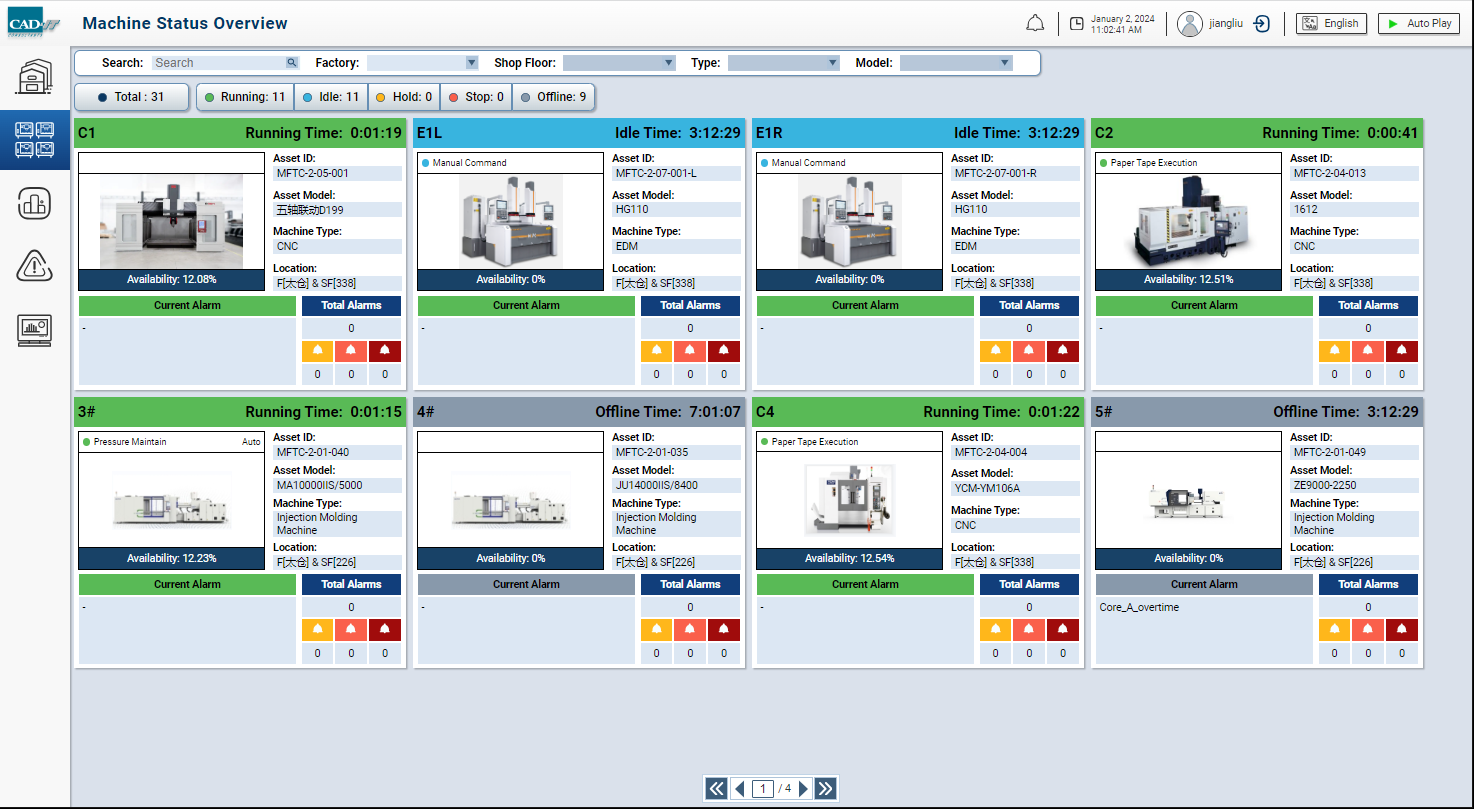 CAD-IT
CONSULTANTS
Machine Status Overview
January 2, 2024
11:02:41 AM
jiangliu
English
Auto Play
Search: Search Factory: Shop Floor: Type: Model:
Total : 31 Running: 11 Idle: 11 Hold: 0 Stop: 0 Offline: 9
C1 Running Time: 0:01:19
Asset ID:
MFTC-2-05-001
Asset Model:
五轴联动D199
Machine Type:
CNC
Location:
F[太仓] & SF[338]
Availability: 12.08%
Current Alarm Total Alarms
- 0
0 0 0
E1L Idle Time: 3:12:29
Manual Command
Asset ID:
MFTC-2-07-001-L
Asset Model:
HG110
Machine Type:
EDM
Location:
F[太仓] & SF[338]
Availability: 0%
Current Alarm Total Alarms
- 0
0 0 0
E1R Idle Time: 3:12:29
Manual Command
Asset ID:
MFTC-2-07-001-R
Asset Model:
HG110
Machine Type:
EDM
Location:
F[太仓] & SF[338]
Availability: 0%
Current Alarm Total Alarms
- 0
0 0 0
C2 Running Time: 0:00:41
Paper Tape Execution
Asset ID:
MFTC-2-04-013
Asset Model:
1612
Machine Type:
CNC
Location:
F[太仓] & SF[338]
Availability: 12.51%
Current Alarm Total Alarms
- 0
0 0 0
3# Running Time: 0:01:15
Pressure Maintain Auto
Asset ID:
MFTC-2-01-040
Asset Model:
MA10000IIS/5000
Machine Type:
Injection Molding
Machine
Location:
F[太仓] & SF[226]
Availability: 12.23%
Current Alarm Total Alarms
- 0
0 0 0
4# Offline Time: 7:01:07
Asset ID:
MFTC-2-01-035
Asset Model:
JU14000IIS/8400
Machine Type:
Injection Molding
Machine
Location:
F[太仓] & SF[226]
Availability: 0%
Current Alarm Total Alarms
- 0
0 0 0
C4 Running Time: 0:01:22
Paper Tape Execution
Asset ID:
MFTC-2-04-004
Asset Model:
YCM-YM106A
Machine Type:
CNC
Location:
F[太仓] & SF[338]
Availability: 12.54%
Current Alarm Total Alarms
- 0
0 0 0
5# Offline Time: 3:12:29
Asset ID:
MFTC-2-01-049
Asset Model:
ZE9000-2250
Machine Type:
Injection Molding
Machine
Location:
F[太仓] & SF[226]
Availability: 0%
Current Alarm Total Alarms
Core_A_overtime 0
0 0 0
1 / 4